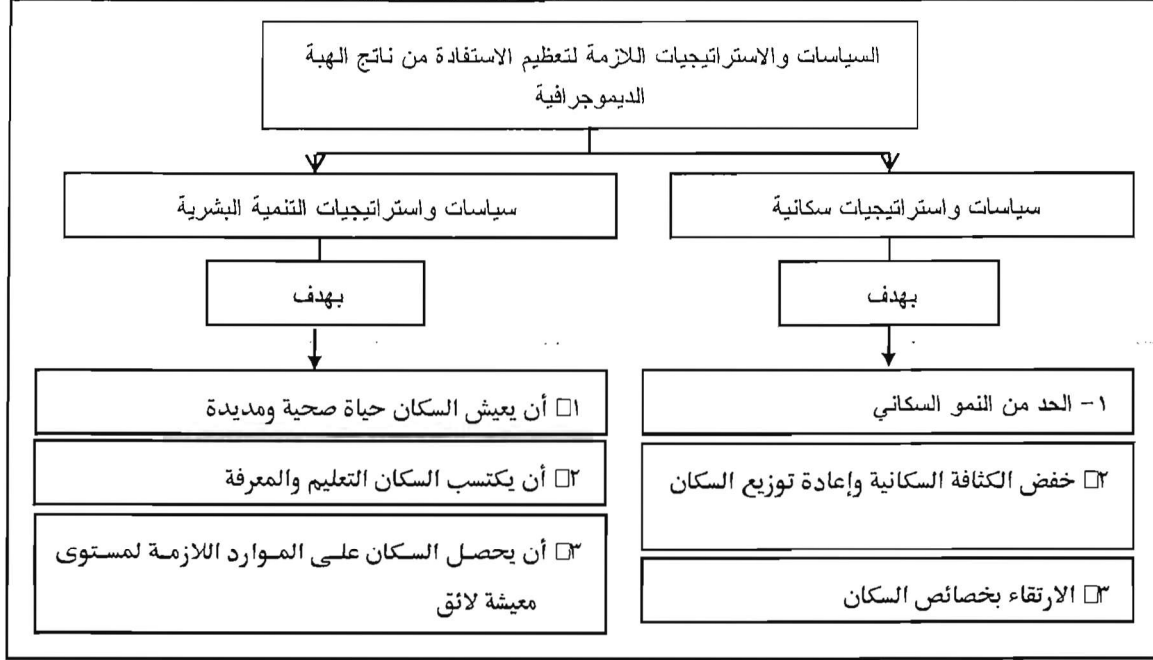 السياسات والاستراتيجيات اللازمة لتعظيم الاستفادة من ناتج الهبة
الديموجرافية
سياسات واستراتيجيات سكانية
سياسات واستراتيجيات التنمية البشرية
بهدف
بهدف
١- الحد من النمو السكاني
٢□ خفض الكثافة السكانية وإعادة توزيع السكان
٣□ الارتقاء بخصائص السكان
١□ أن يعيش السكان حياة صحية ومديدة
٢□ أن يكتسب السكان التعليم والمعرفة
٣□ أن يحصل السكان على الموارد اللازمة لمستوى
معيشة لائق